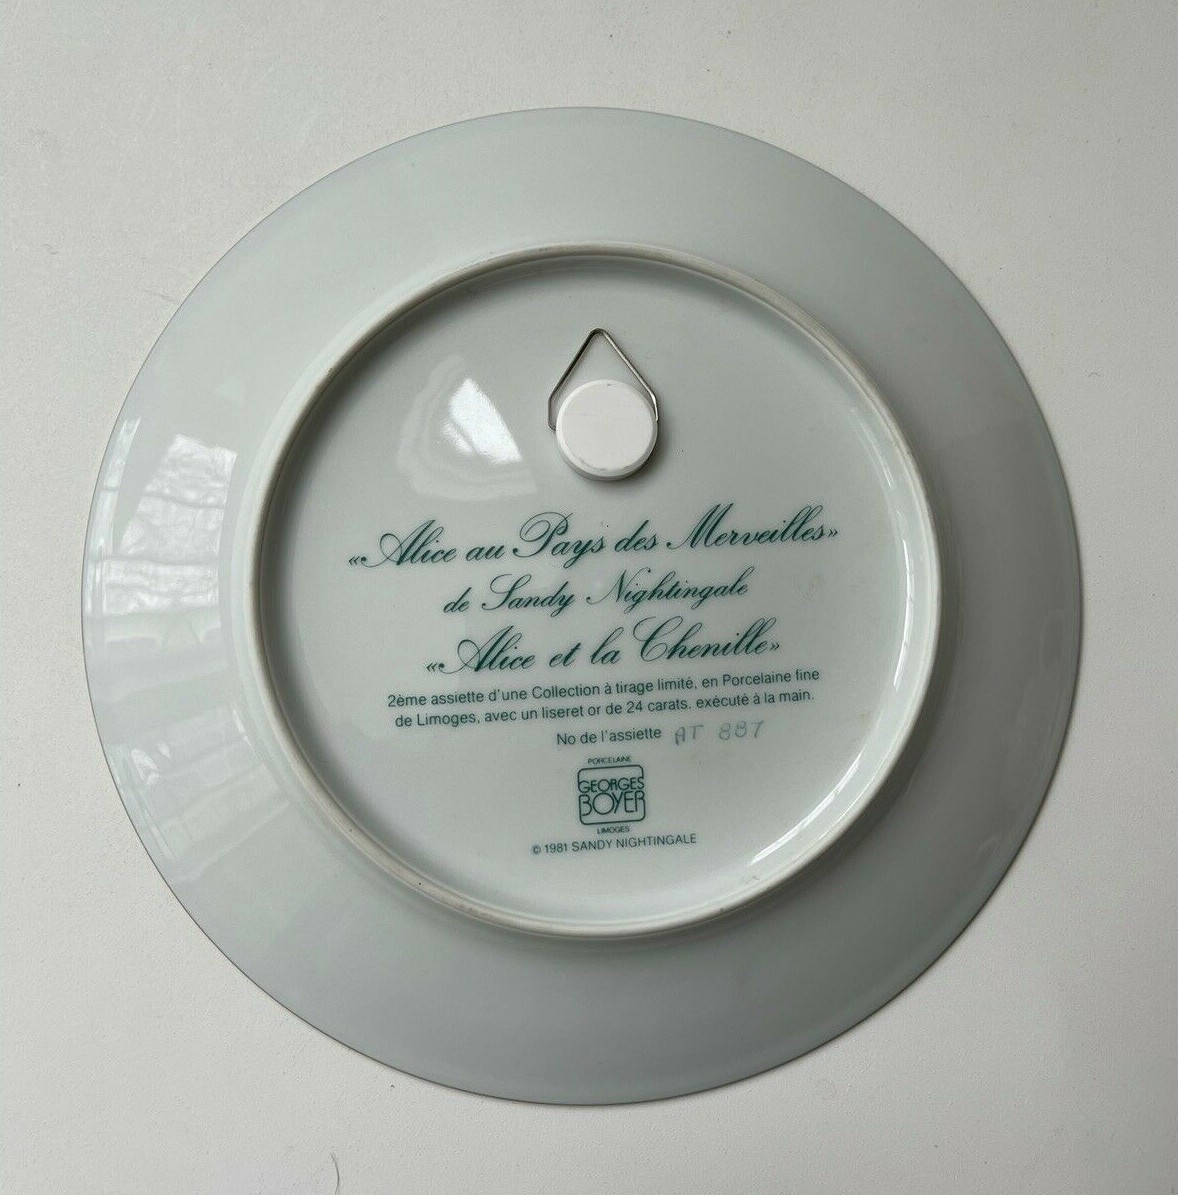 «Alice au Pays des Merveilles»
de Sandy Nightingale
«Alice et la Chenille»
2ème assiette d'une Collection à tirage limité, en Porcelaine fine
de Limoges, avec un liseret or de 24 carats. exécuté à la main.
No de l'assiette AT 887
PORCELAINE
GEORGES
BOYER
LIMOGES
© 1981 SANDY NIGHTINGALE